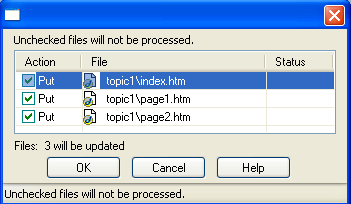 Unchecked files will not be processed.
Action File Status
Put topic1\index.htm
Put topic1\page1.htm
Put topic1\page2.htm
Files: 3 will be updated
OK Cancel Help
Unchecked files will not be processed.